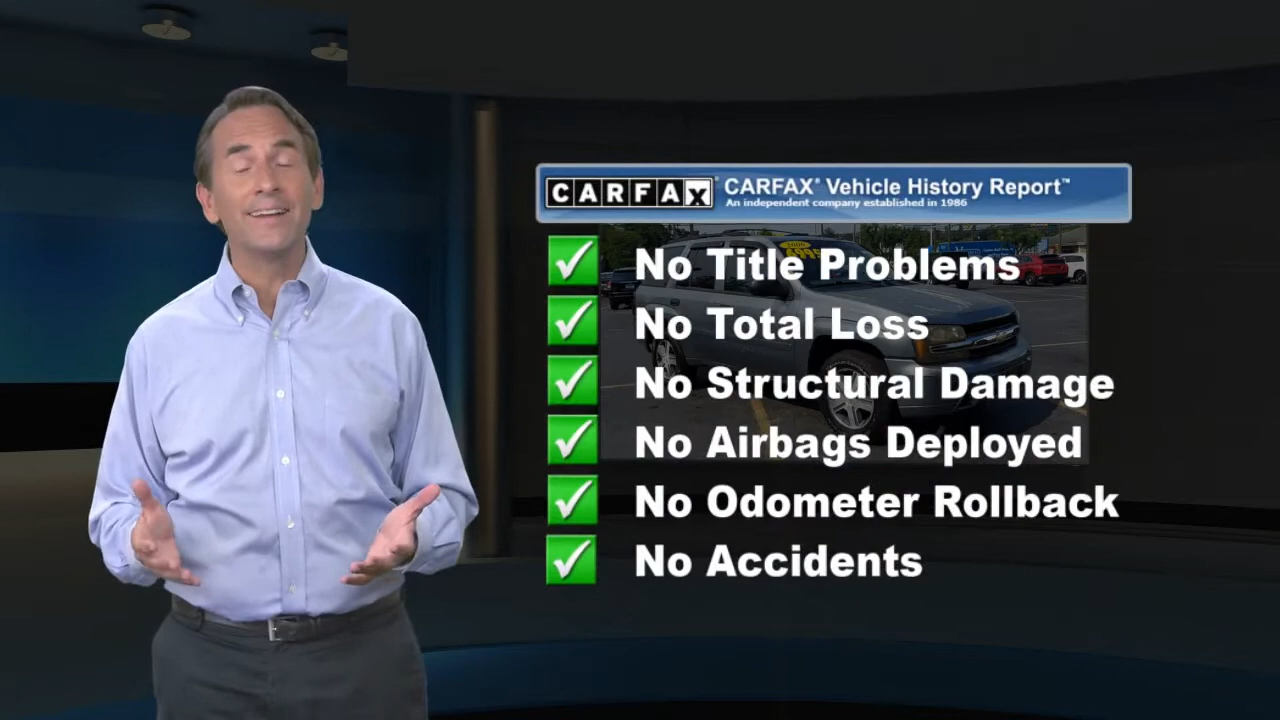 CARFAX® CARFAX® Vehicle History Report™
An independent company established in 1986
No Title Problems
No Total Loss
No Structural Damage
No Airbags Deployed
No Odometer Rollback
No Accidents